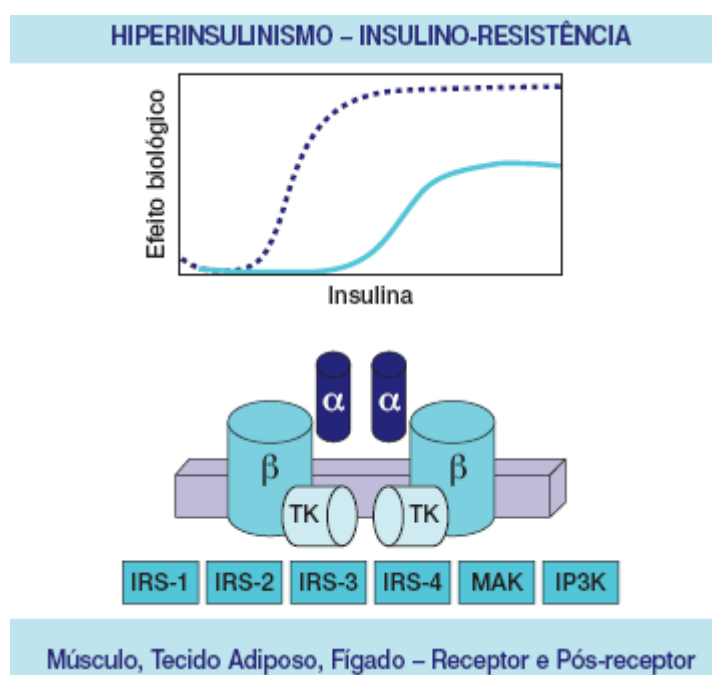 HIPERINSULINISMO – INSULINO-RESISTÊNCIA
Efeito biológico
Insulina
α α
β β
TK TK
IRS-1 IRS-2 IRS-3 IRS-4 MAK IP3K
Músculo, Tecido Adiposo, Fígado – Receptor e Pós-receptor